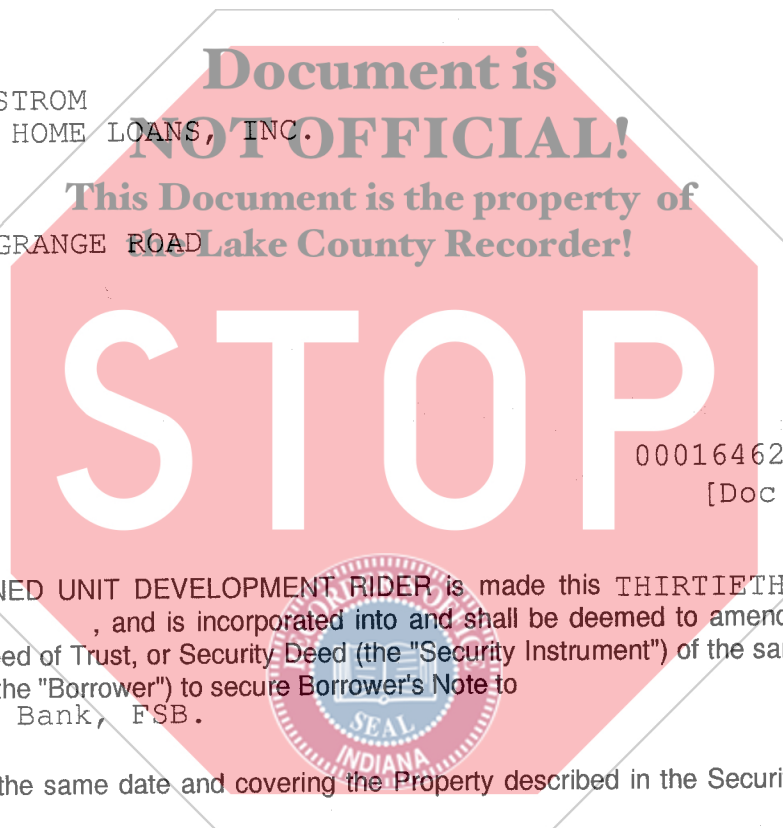 Document is
STROM
HOME LOANS, INC.
NOT OFFICIAL!
This Document is the property of
GRANGE ROAD
the Lake County Recorder!
STOP
00016462
[Doc
NED UNIT DEVELOPMENT RIDER is made this THIRTIETH
, and is incorporated into and shall be deemed to amend
ed of Trust, or Security Deed (the "Security Instrument") of the sa
the "Borrower") to secure Borrower's Note to
Bank, FSB.
SEAL
INDIANA
the same date and covering the Property described in the Securi